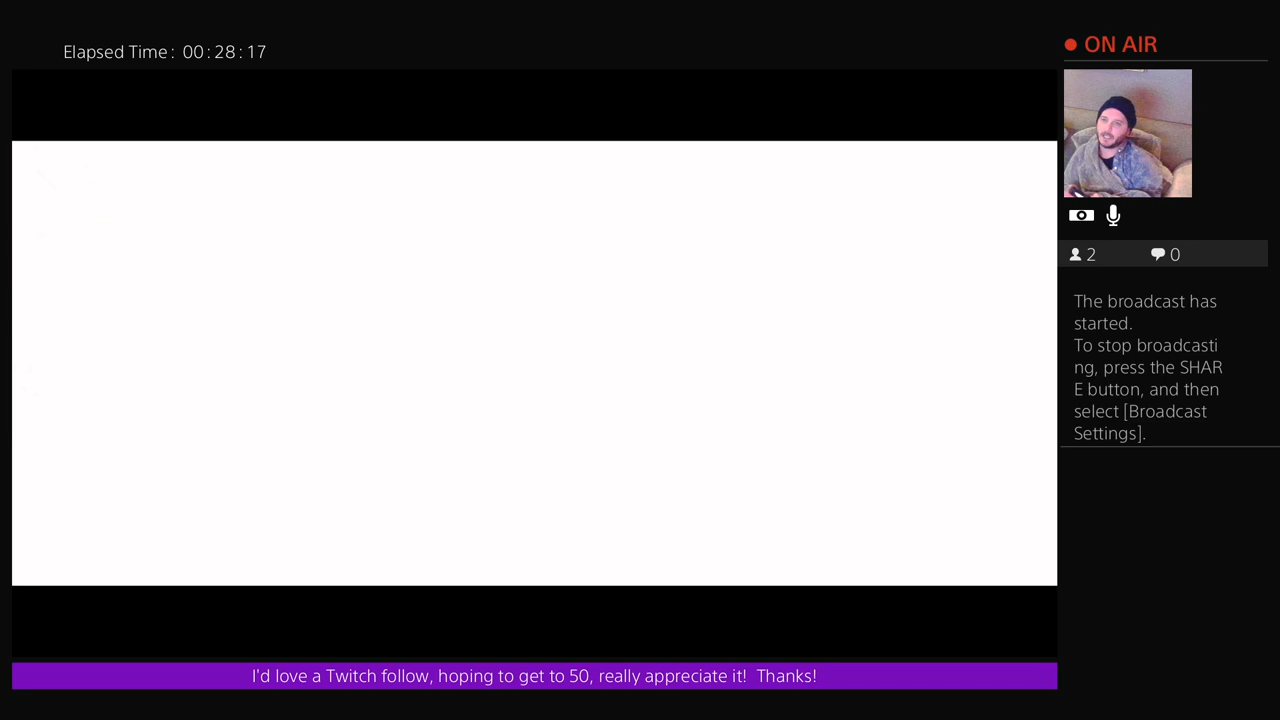 Elapsed Time: 00:28:17
ON AIR
2 0
The broadcast has
started.
To stop broadcasti
ng, press the SHAR
E button, and then
select [Broadcast
Settings].
I'd love a Twitch follow, hoping to get to 50, really appreciate it!  Thanks!